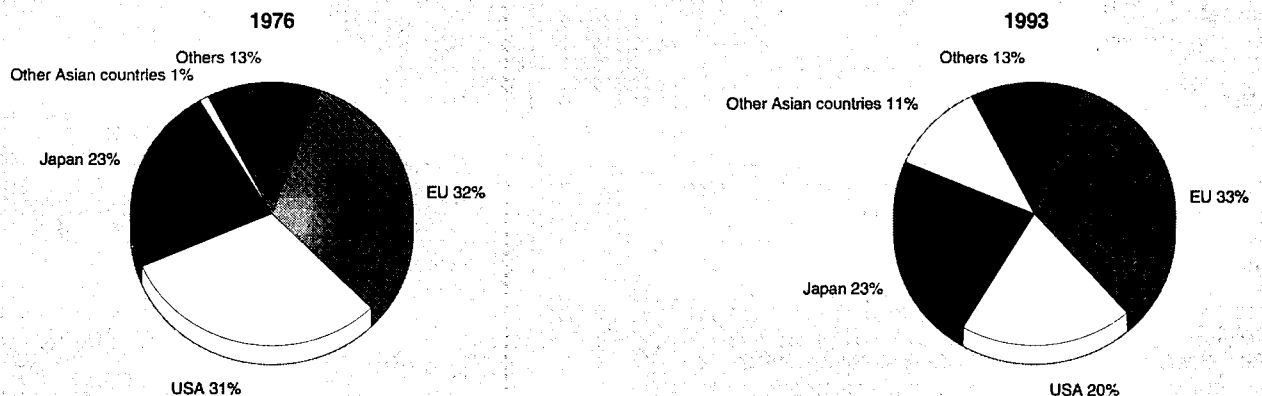 1976
Others 13%
Other Asian countries 1%
Japan 23%
EU 32%
USA 31%
1993
Others 13%
Other Asian countries 11%
EU 33%
Japan 23%
USA 20%